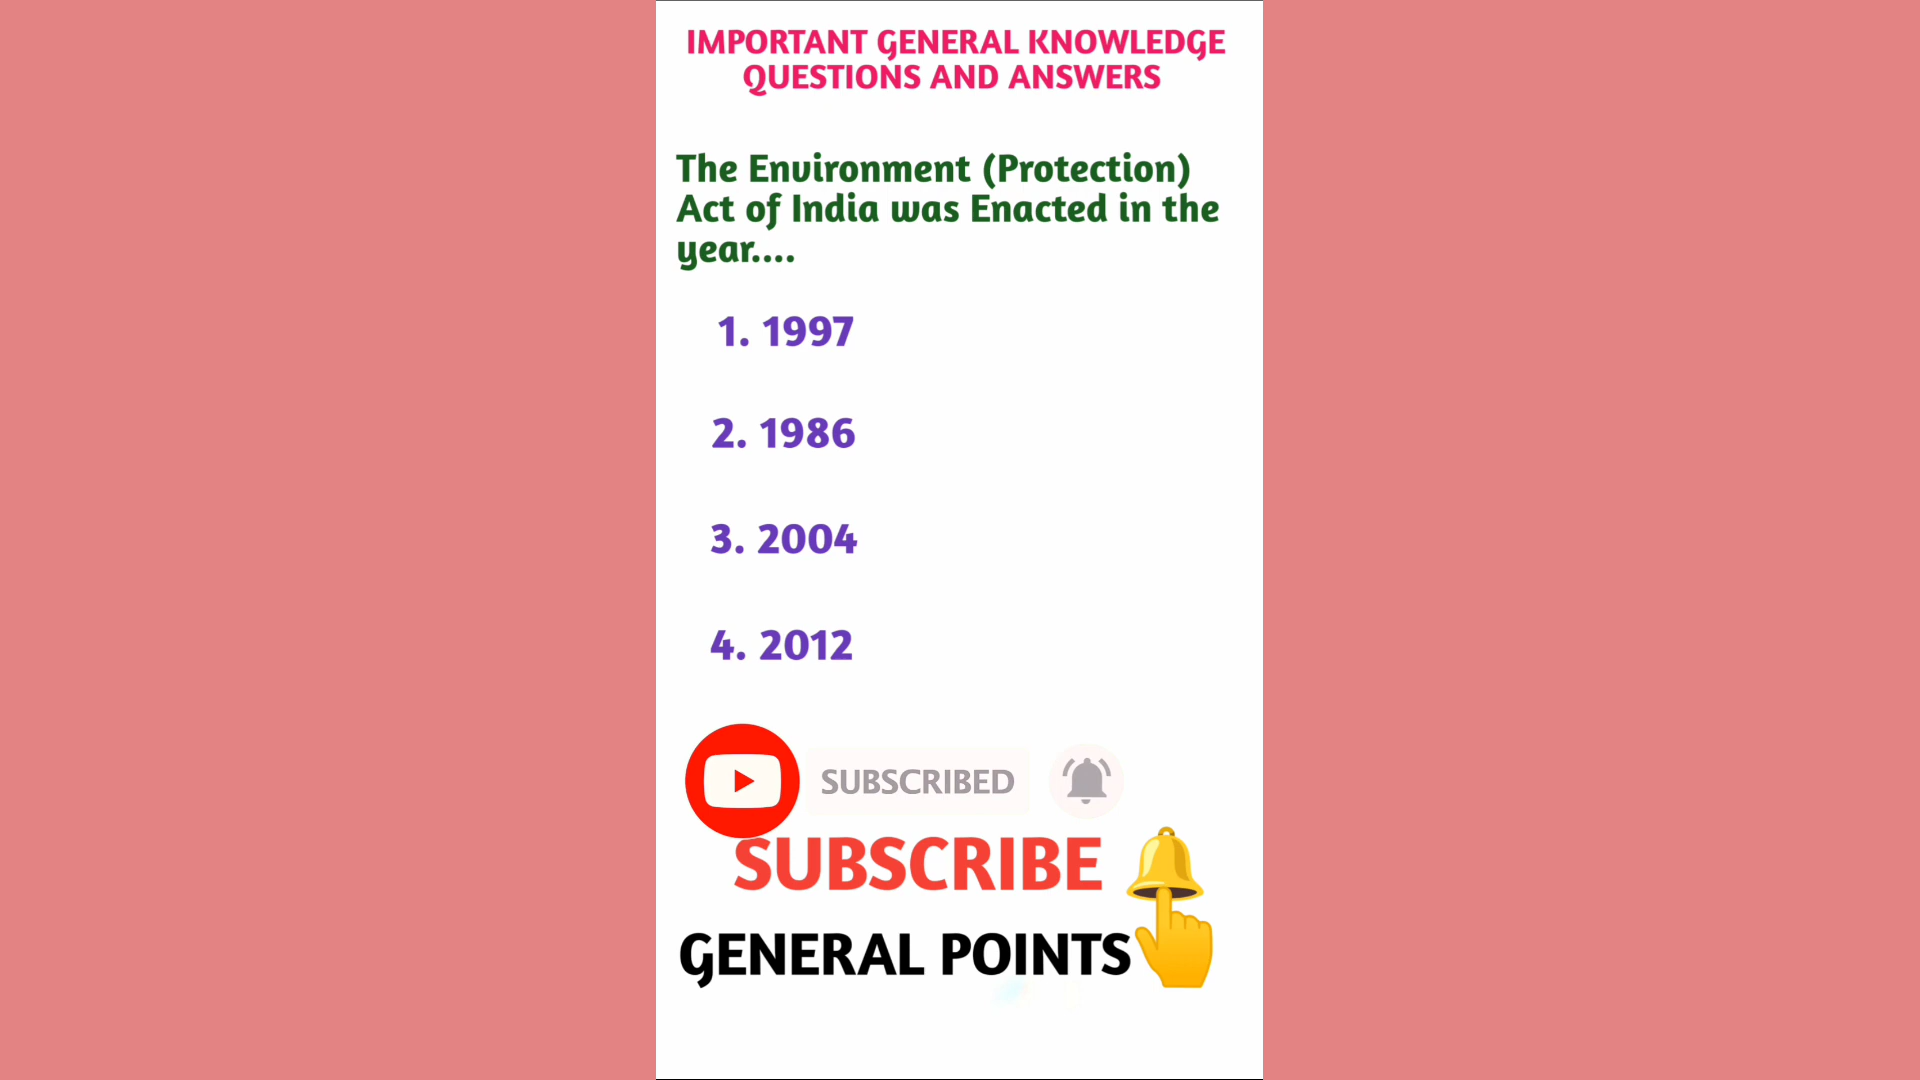 IMPORTANT GENERAL KNOWLEDGE
QUESTIONS AND ANSWERS
The Environment (Protection)
Act of India was Enacted in the
year....
1. 1997
2. 1986
3. 2004
4. 2012
SUBSCRIBED
SUBSCRIBE
GENERAL POINTS